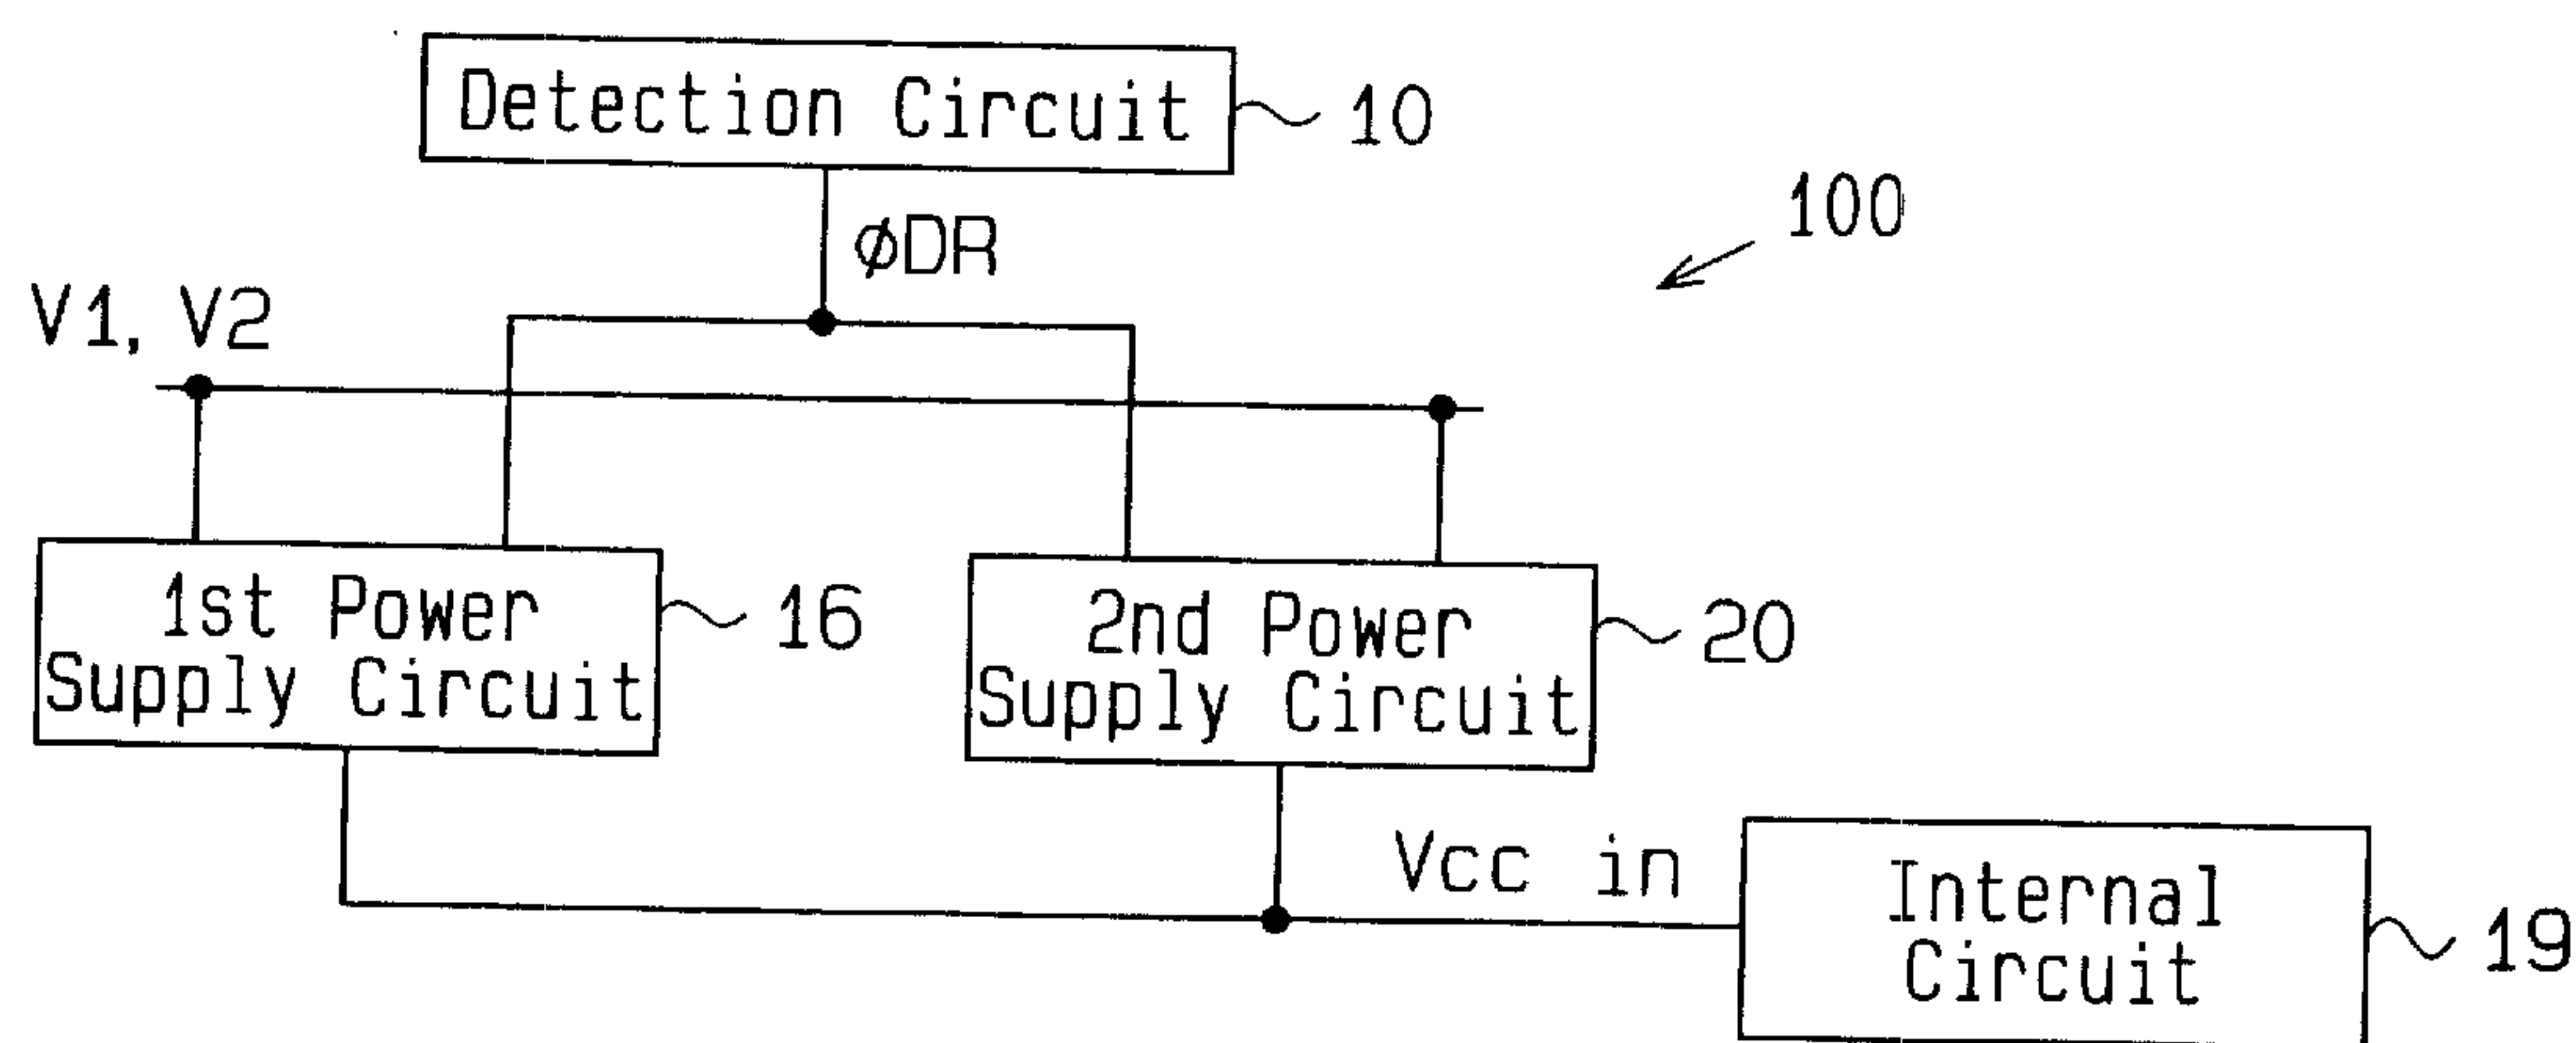 Detection Circuit
10
100
øDR
V1, V2
1st Power
Supply Circuit
16
2nd Power
Supply Circuit
20
Vcc in
Internal
Circuit
19